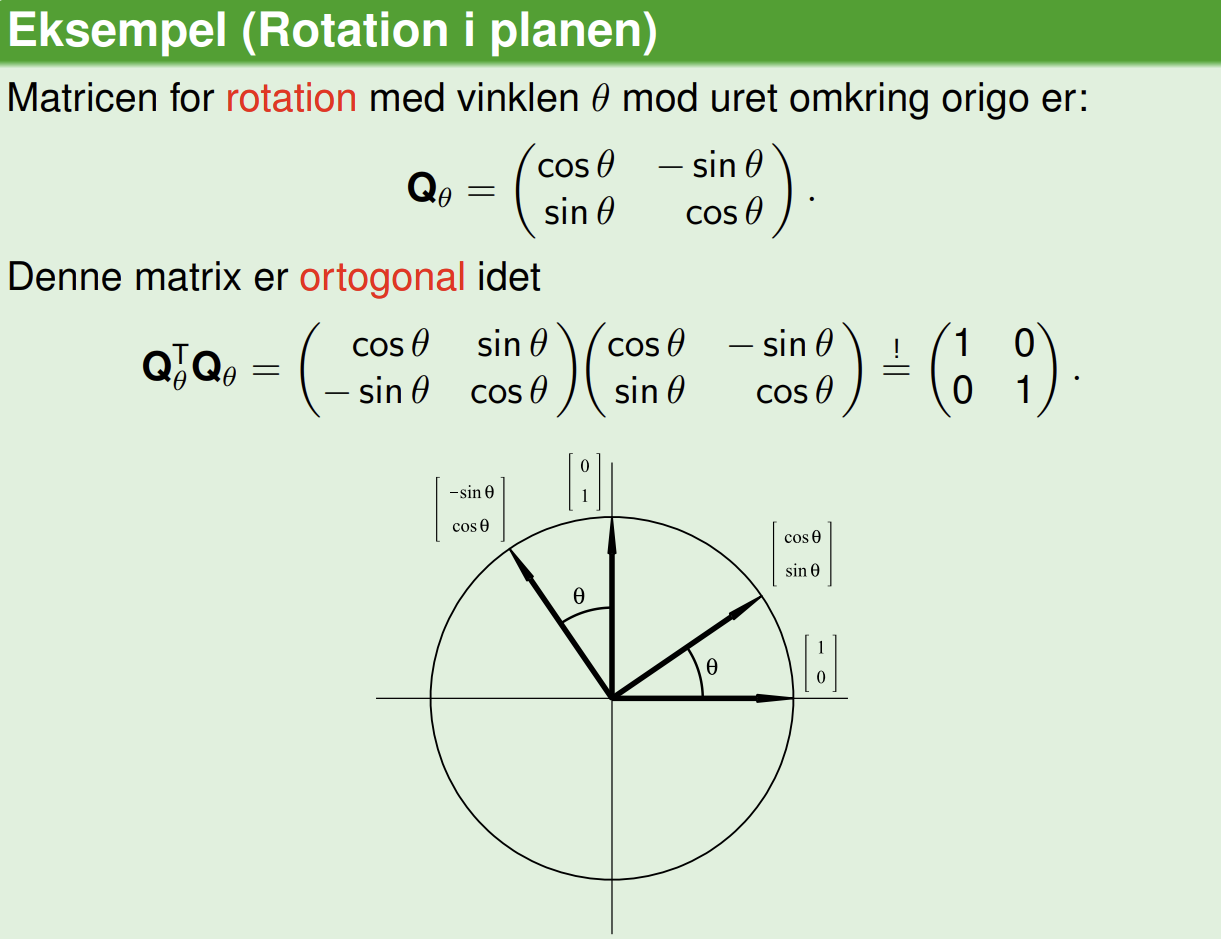 Eksempel (Rotation i planen)
Matricen for rotation med vinklen θ mod uret omkring origo er:
Q_θ = ( cos θ  − sin θ
sin θ  cos θ ) .
Denne matrix er ortogonal idet
Q_θ^T Q_θ = ( cos θ  sin θ ) ( cos θ  − sin θ ) =^! ( 1  0 )
( − sin θ  cos θ ) ( sin θ  cos θ ) ( 0  1 ) .
[ 0
1 ]
[ −sin θ
cos θ ]
[ cos θ
sin θ ]
θ
[ 1
0 ]
θ